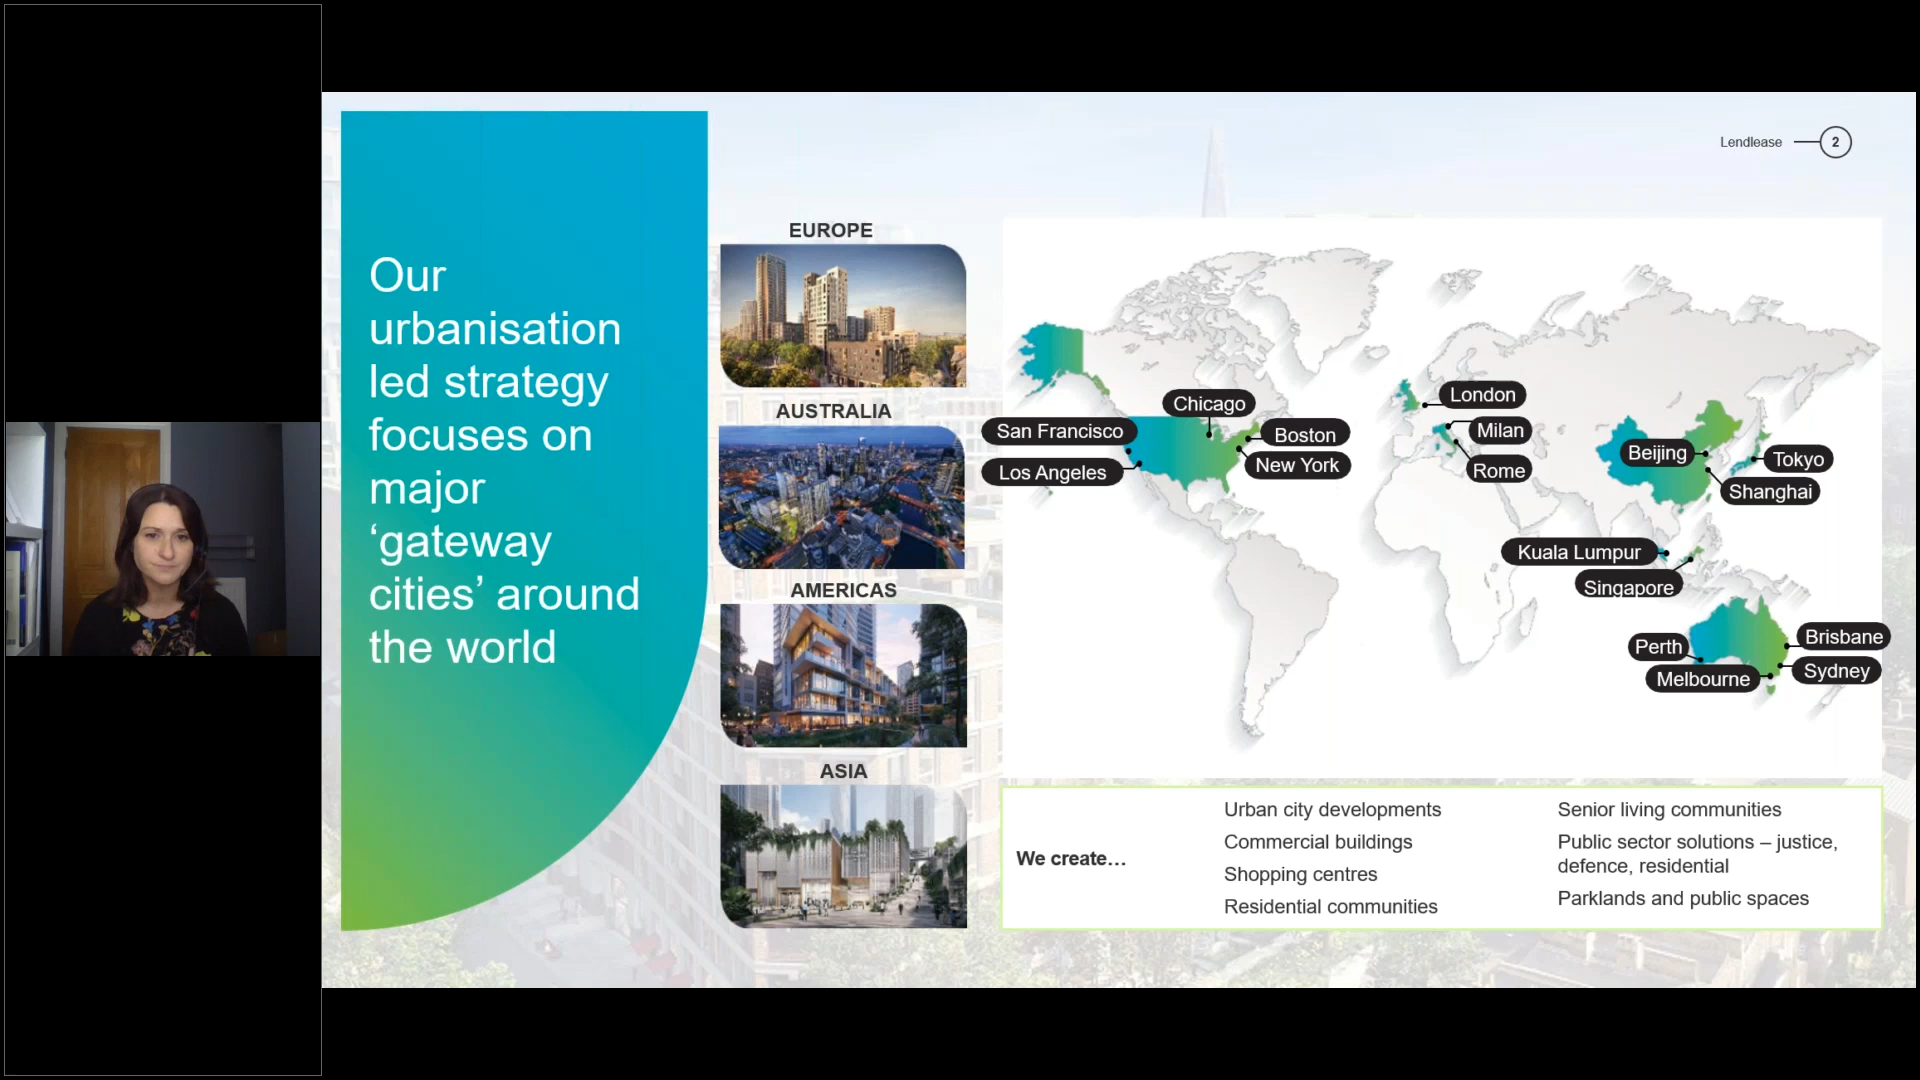 Lendlease
2
Our
urbanisation
led strategy
focuses on
major
‘gateway
cities’ around
the world
EUROPE
AUSTRALIA
AMERICAS
ASIA
Chicago
San Francisco
Boston
Los Angeles
New York
London
Milan
Rome
Beijing
Tokyo
Shanghai
Kuala Lumpur
Singapore
Perth
Brisbane
Melbourne
Sydney
We create…
Urban city developments
Commercial buildings
Shopping centres
Residential communities
Senior living communities
Public sector solutions – justice,
defence, residential
Parklands and public spaces